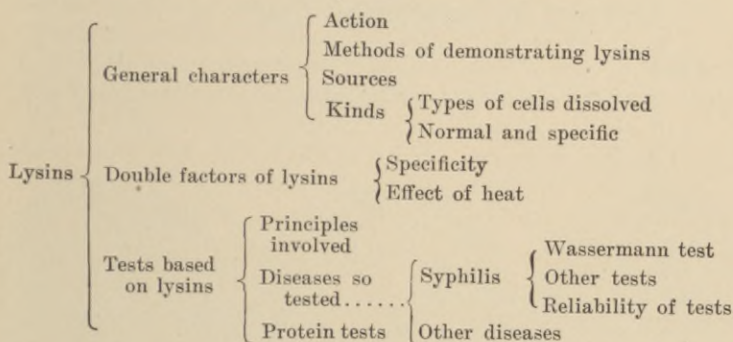 Lysins
General characters
Action
Methods of demonstrating lysins
Sources
Kinds
Types of cells dissolved
Normal and specific
Double factors of lysins
Specificity
Effect of heat
Tests based
on lysins
Principles
involved
Diseases so
tested......
Syphilis
Wassermann test
Other tests
Reliability of tests
Other diseases
Protein tests